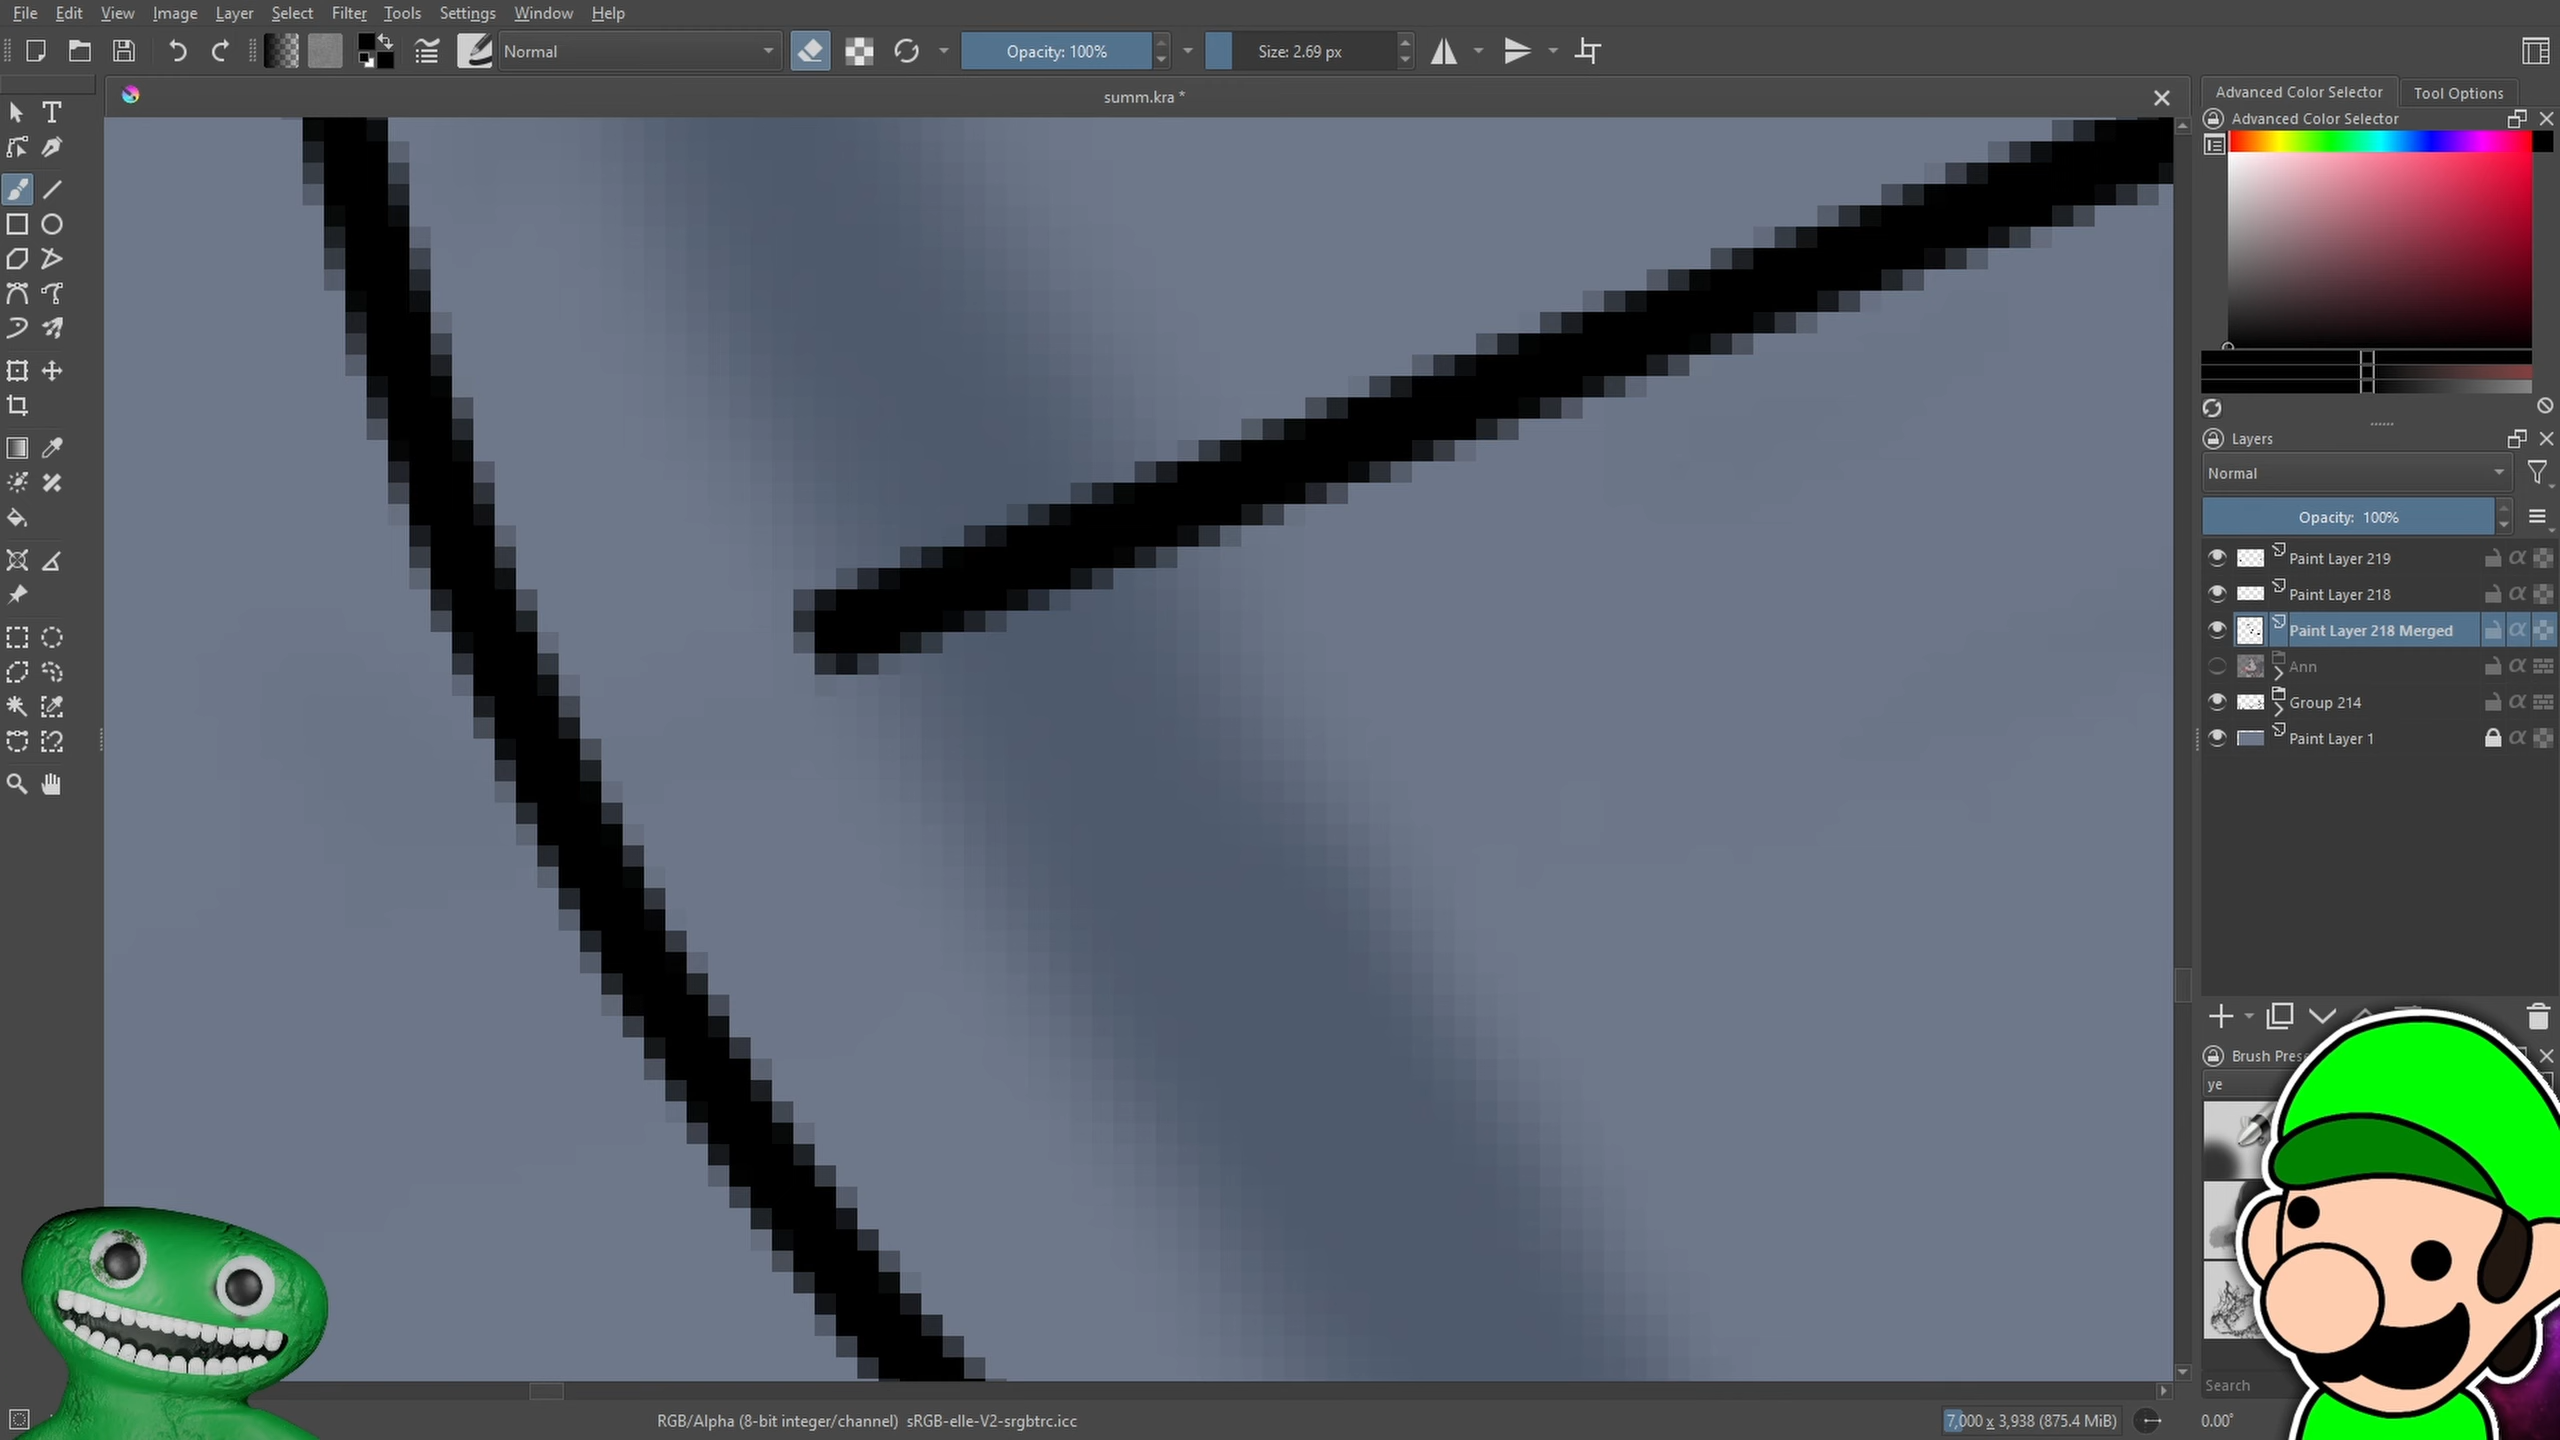 File Edit View Image Layer Select Filter Tools Settings Window Help
Normal
Opacity: 100%
Size: 2.69 px
summ.kra *
Advanced Color Selector
Tool Options
Advanced Color Selector
Layers
Normal
Opacity: 100%
Paint Layer 219
Paint Layer 218
Paint Layer 218 Merged
Ann
Group 214
Paint Layer 1
Brush Pres
ye
Search
RGB/Alpha (8-bit integer/channel) sRGB-elle-V2-srgbtrc.icc
7,000 x 3,938 (875.4 MiB)
0.00°